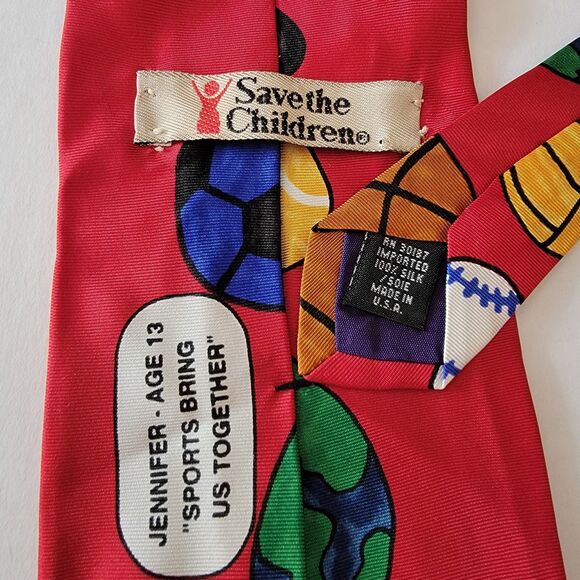 Save the
Children®
RN 30187
IMPORTED
100% SILK
/SOIE
MADE IN
U.S.A.
JENNIFER - AGE 13
"SPORTS BRING
US TOGETHER"